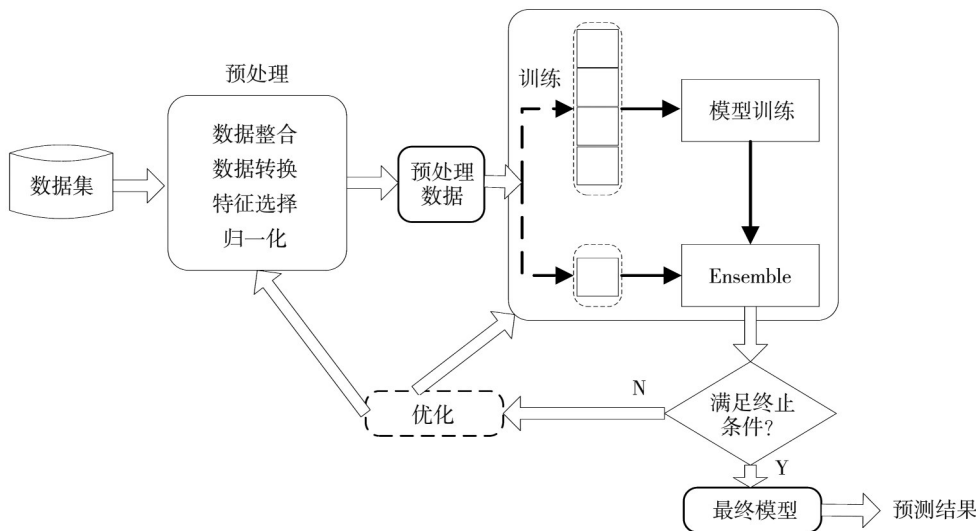 预处理
数据整合
数据转换
特征选择
归一化
数据集
预处理
数据
训练
模型训练
Ensemble
满足终止
条件?
N
优化
Y
最终模型
预测结果